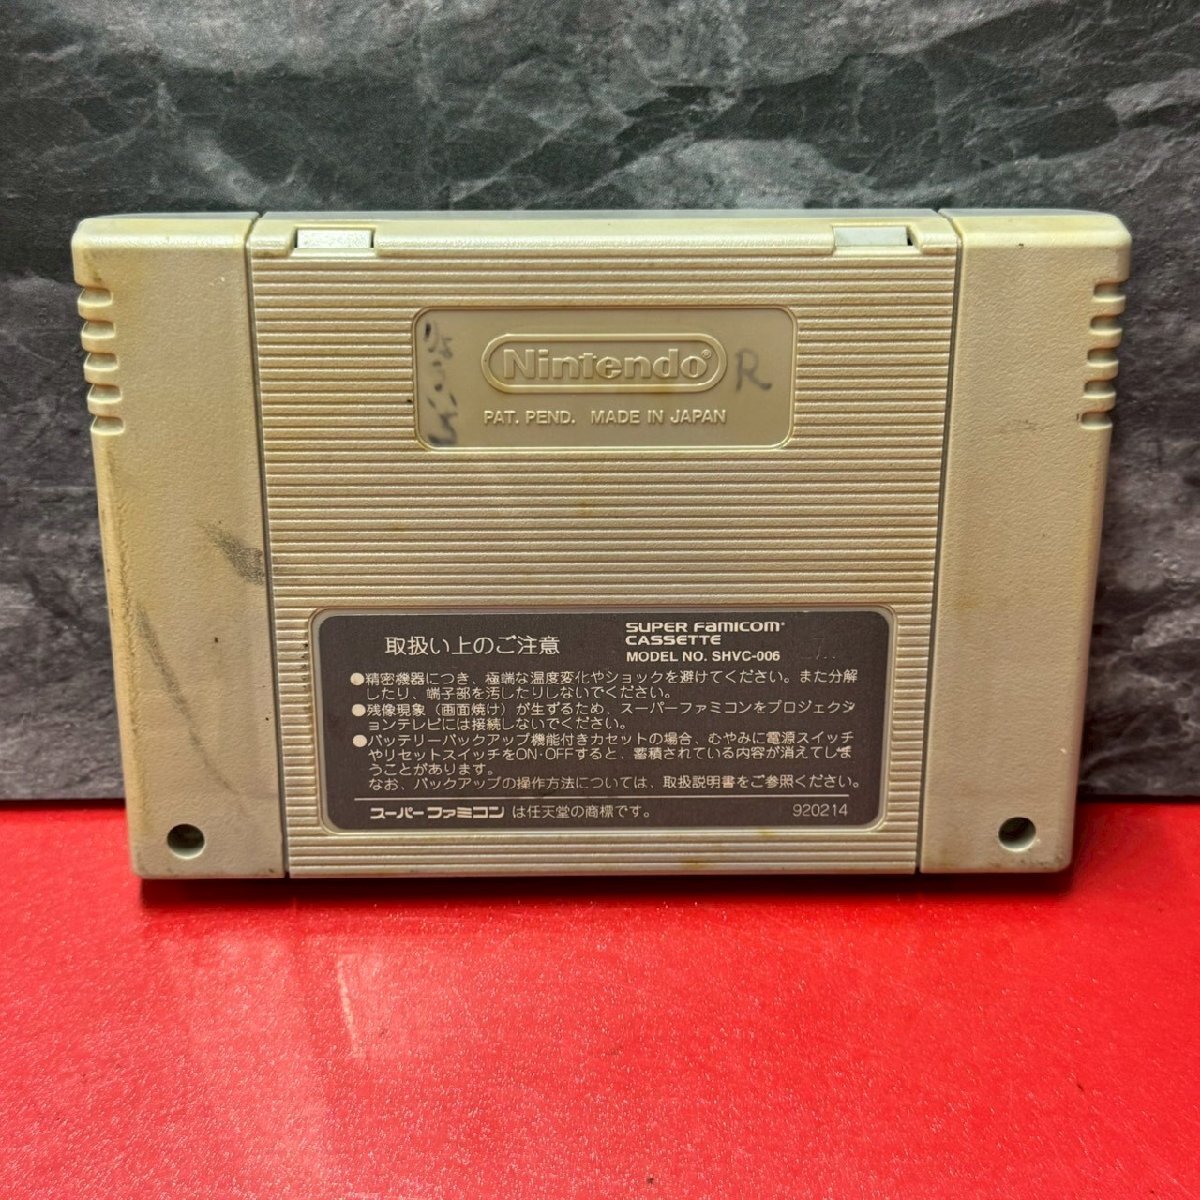 Nintendo®
R
PAT. PEND. MADE IN JAPAN
取扱い上のご注意
SUPER FAMICOM
CASSETTE
MODEL NO. SHVC-006
●精密機器につき、極端な温度変化やショックを避けてください。また分解
したり、端子部を汚したりしないでください。
●残像現象(画面焼け)が生ずるため、スーパーファミコンをプロジェクシ
ョンテレビには接続しないでください。
●バッテリーバックアップ機能付きカセットの場合、むやみに電源スイッチ
やリセットスイッチをON・OFFすると、蓄積されている内容が消えてしま
うことがあります。
なお、バックアップの操作方法については、取扱説明書をご参照ください。
スーパーファミコンは任天堂の商標です。
920214